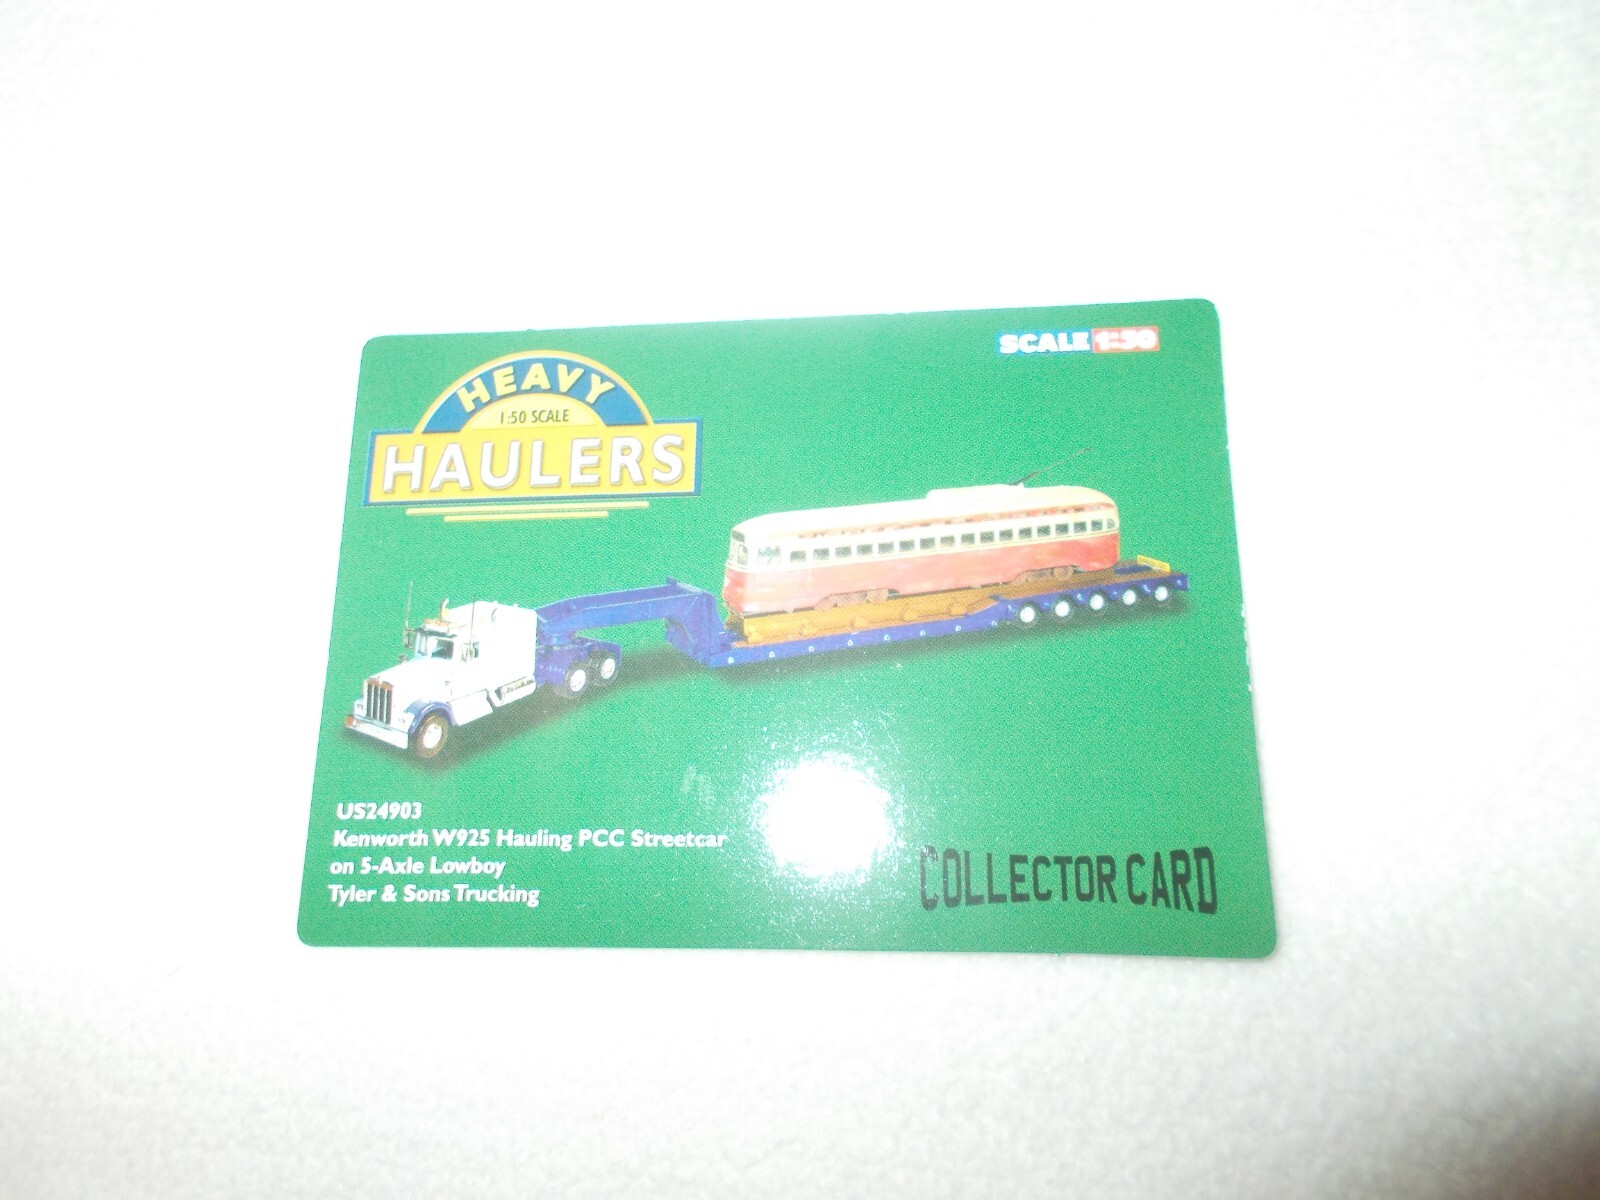 HEAVY
1:50 SCALE
HAULERS
SCALE 1:50
US24903
Kenworth W925 Hauling PCC Streetcar
on 5-Axle Lowboy
Tyler & Sons Trucking
COLLECTOR CARD